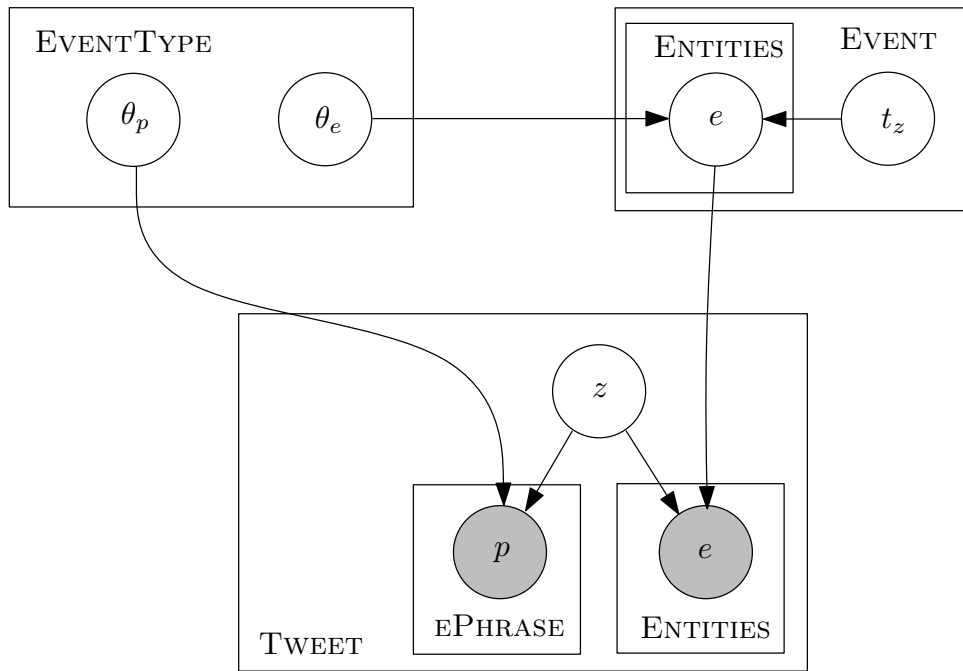 EVENTTYPE
θ_p
θ_e
ENTITIES
EVENT
e
t_z
z
p
e
EPHRASE
ENTITIES
TWEET